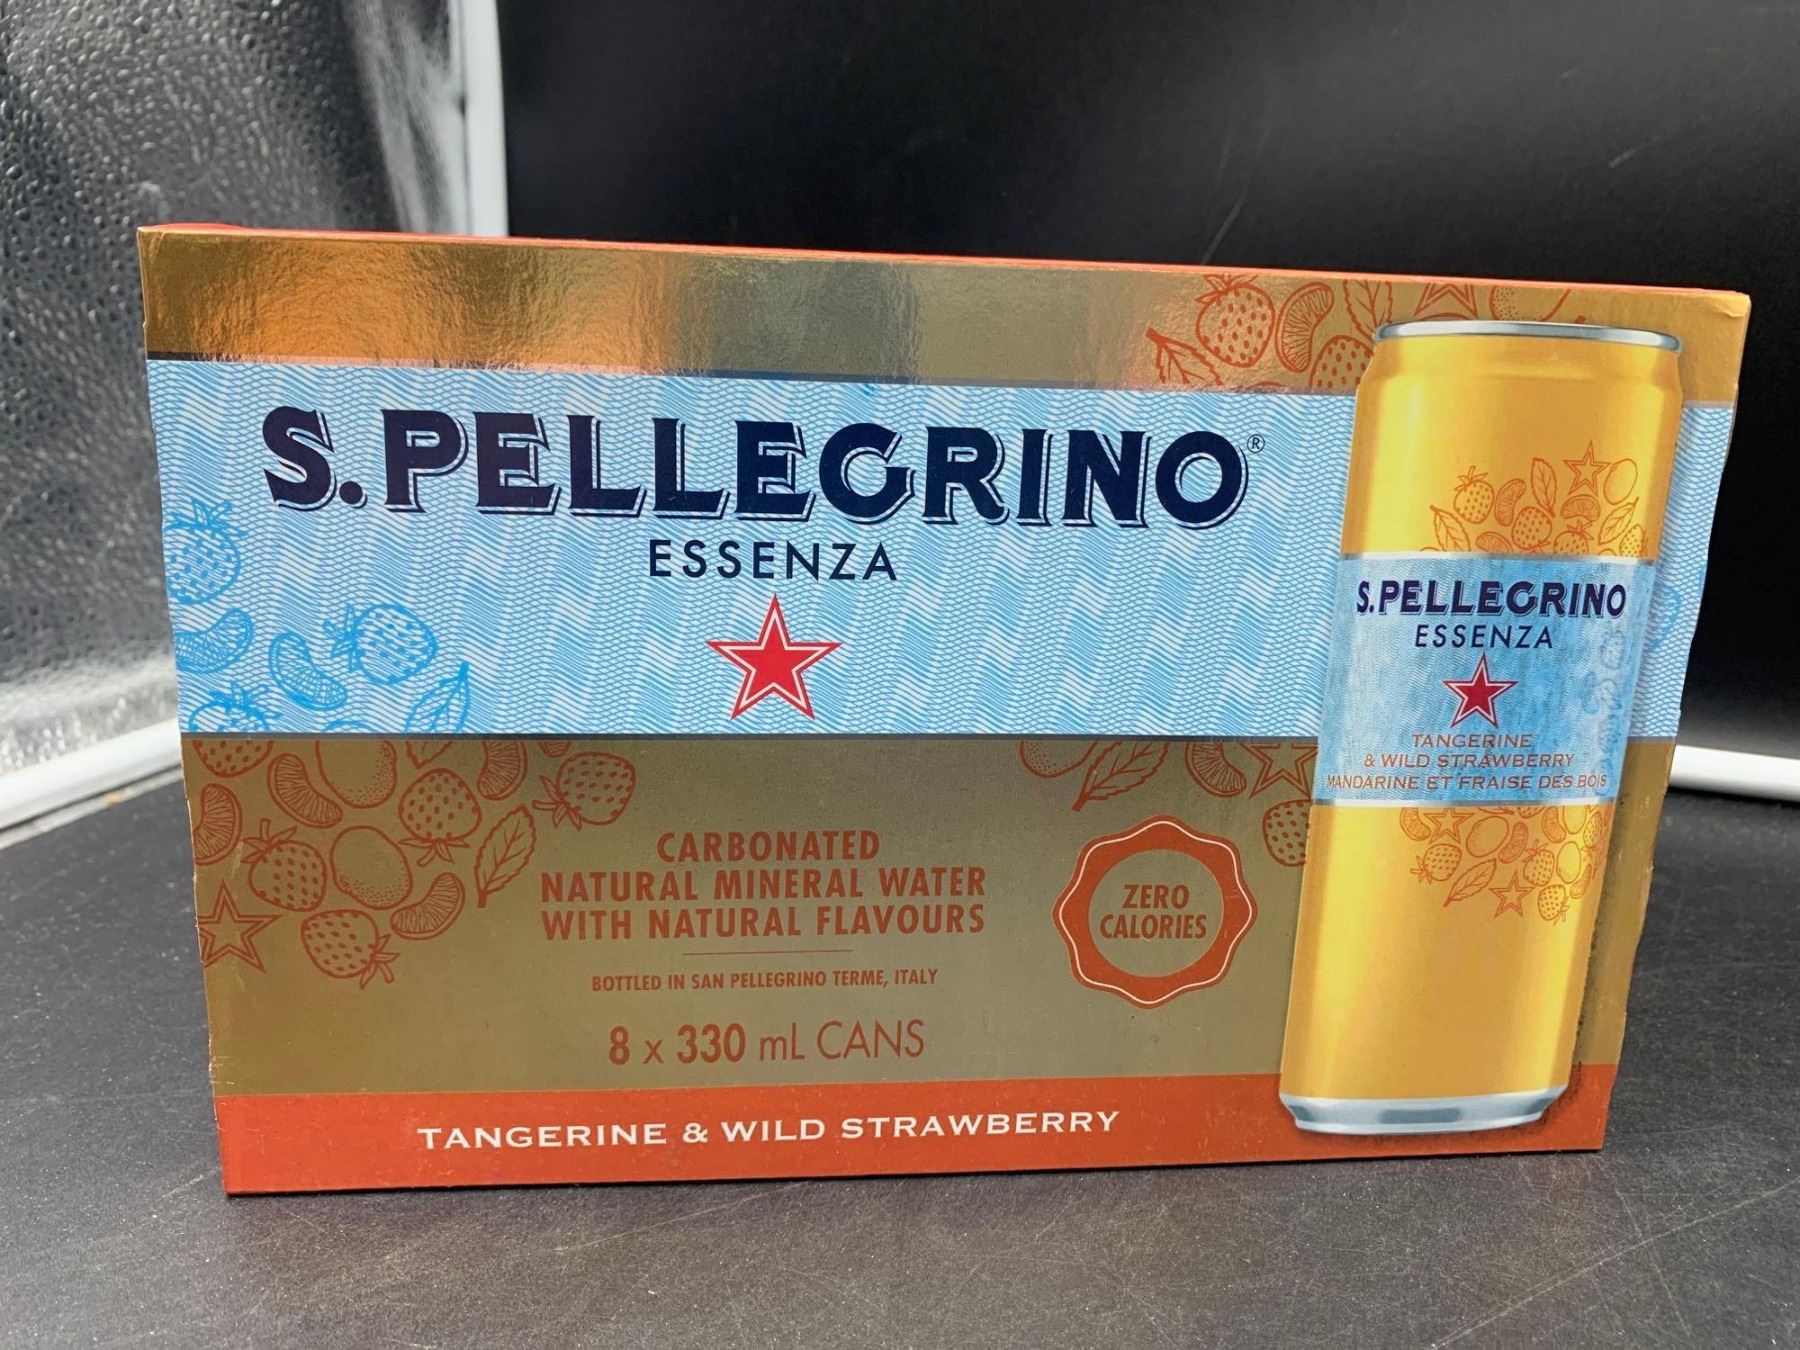 S.PELLEGRINO®
ESSENZA
CARBONATED
NATURAL MINERAL WATER
WITH NATURAL FLAVOURS
BOTTLED IN SAN PELLEGRINO TERME, ITALY
8 x 330 mL CANS
ZERO
CALORIES
TANGERINE & WILD STRAWBERRY
S.PELLEGRINO
ESSENZA
TANGERINE
& WILD STRAWBERRY
MANDARINE ET FRAISE DES BOIS